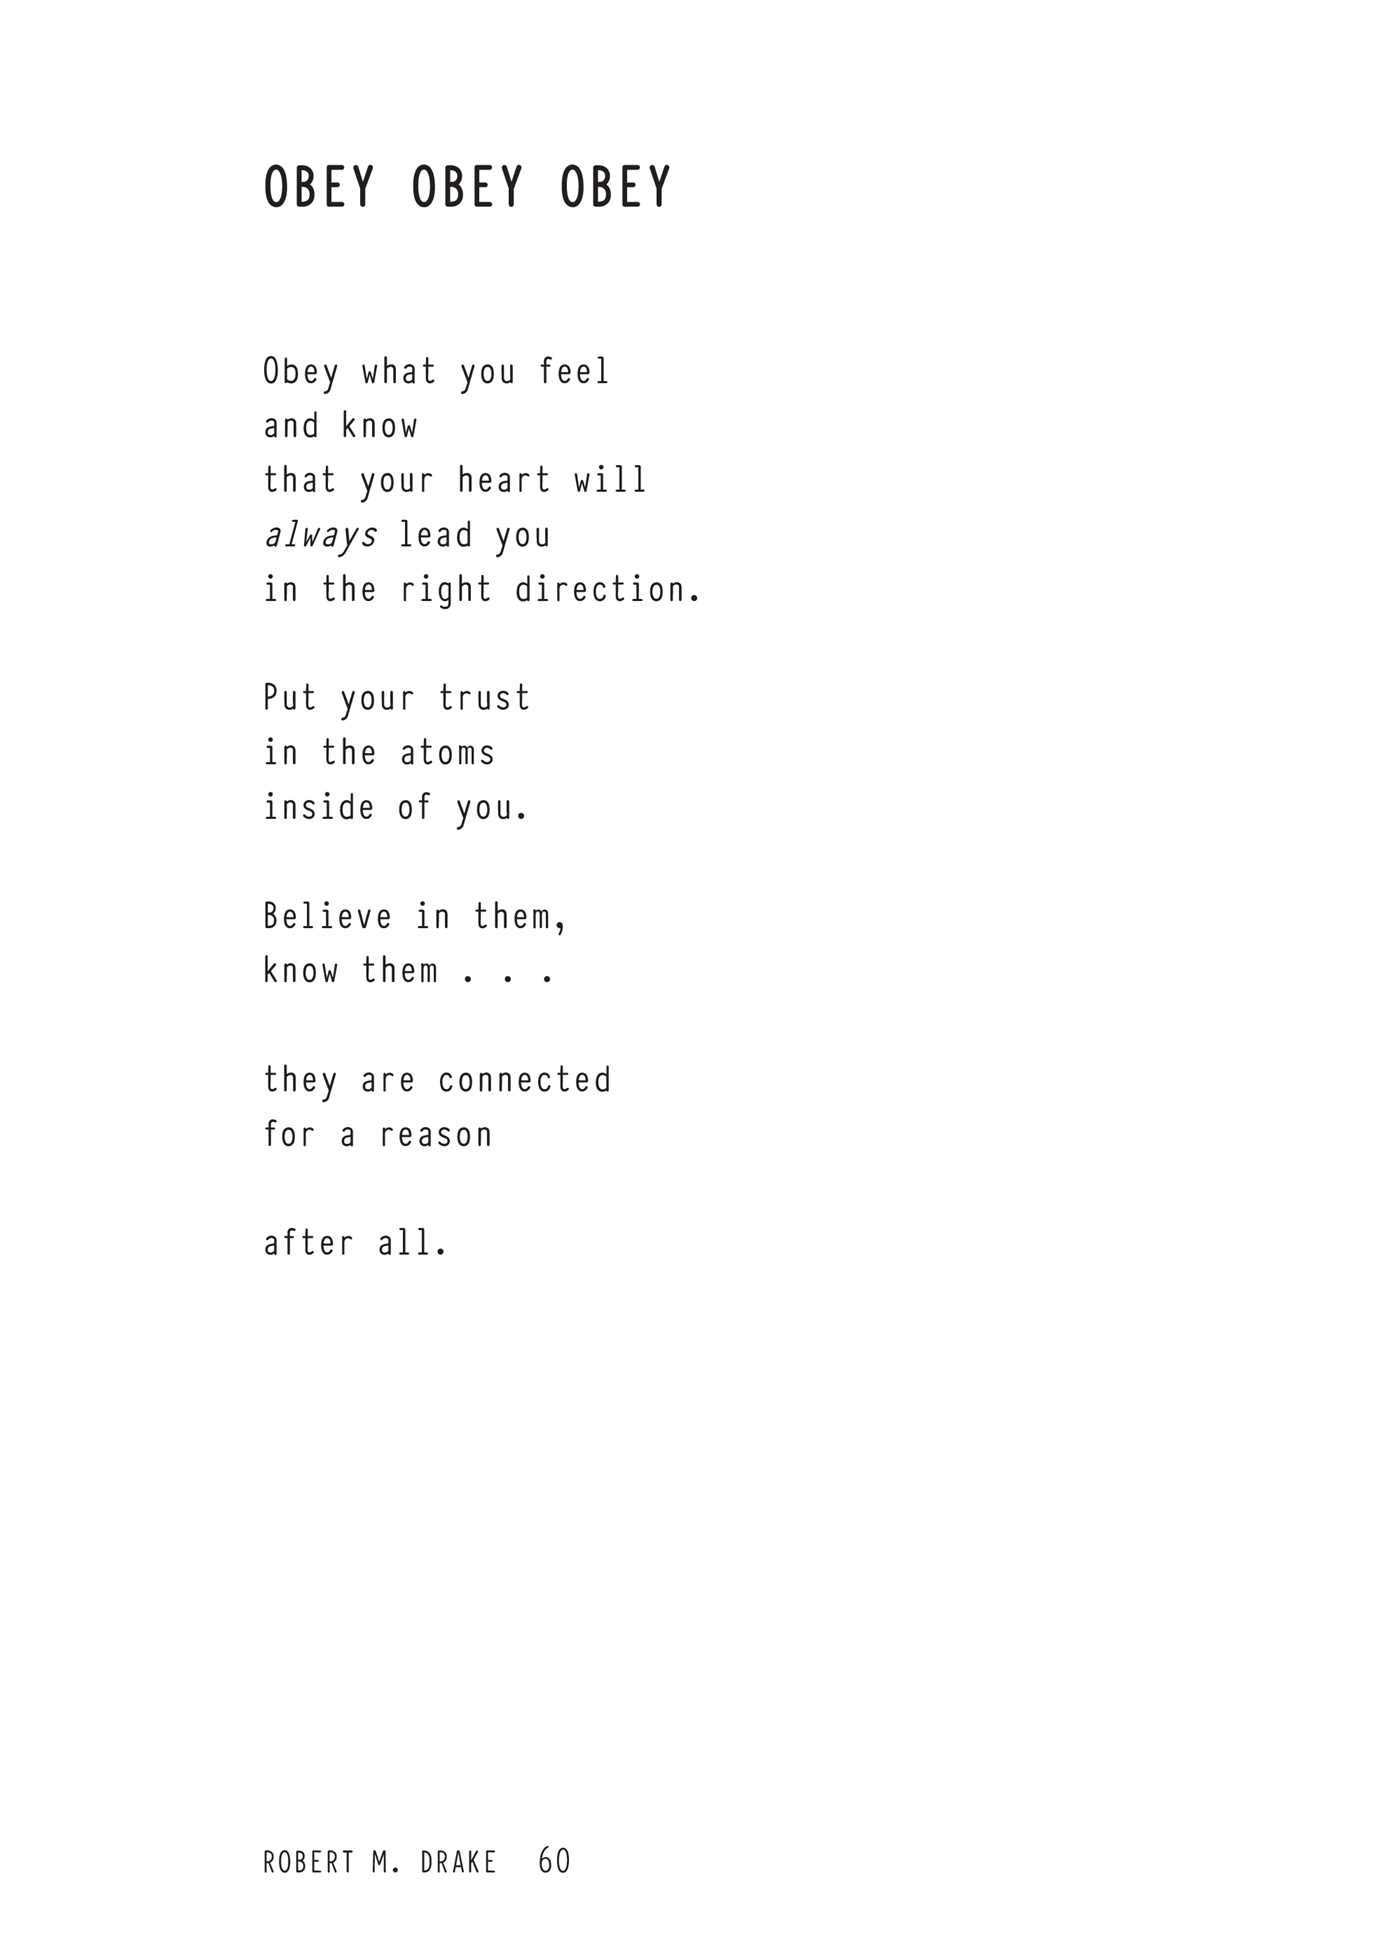 OBEY OBEY OBEY
Obey what you feel
and know
that your heart will
always lead you
in the right direction.
Put your trust
in the atoms
inside of you.
Believe in them,
know them . . .
they are connected
for a reason
after all.
ROBERT M. DRAKE 60